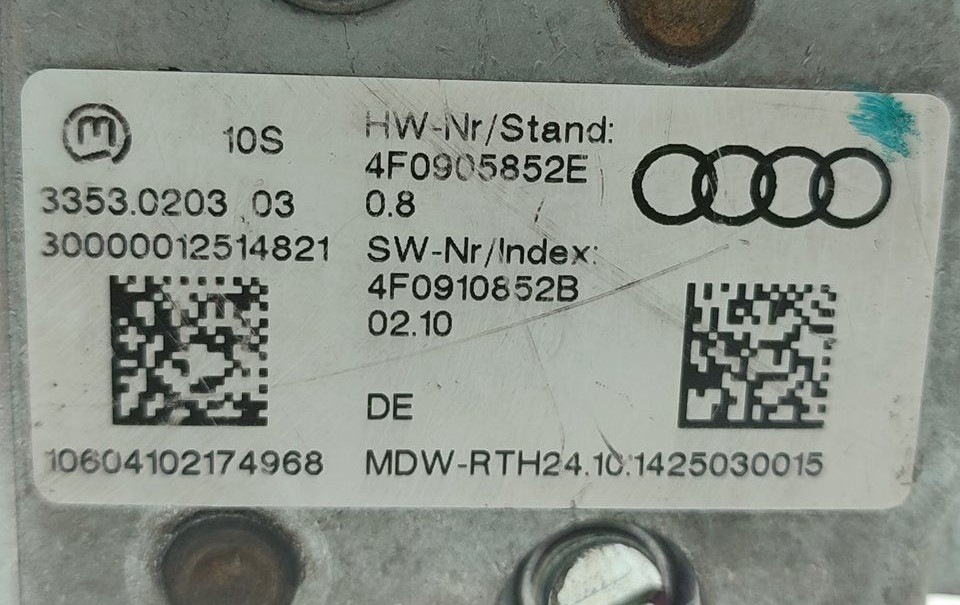 10S
3353.0203 03
30000012514821
10604102174968
HW-Nr/Stand:
4F0905852E
0.8
SW-Nr/Index:
4F0910852B
02.10
DE
MDW-RTH24.10.1425030015